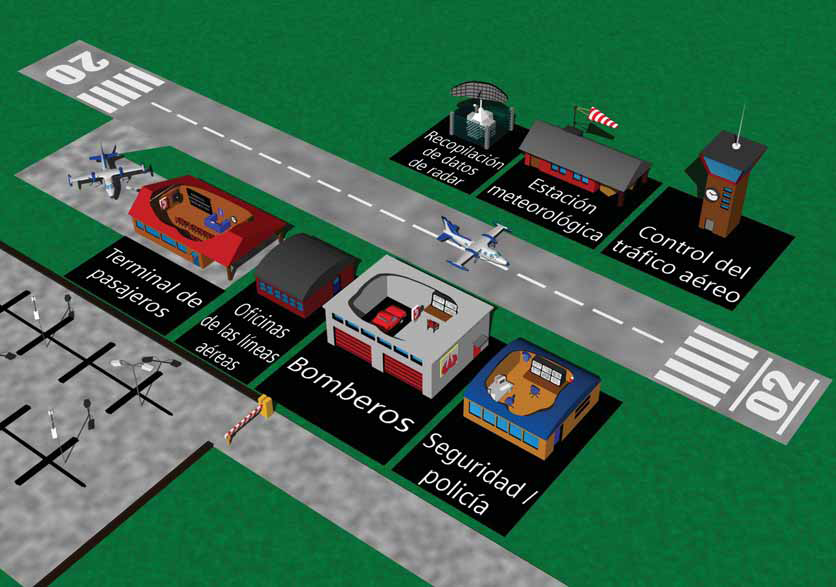 20
Recopilación
de datos
de radar
Estación
meteorológica
Control del
tráfico aéreo
Terminal de
pasajeros
Oficinas
de las líneas
aéreas
Bomberos
Seguridad /
policía
02